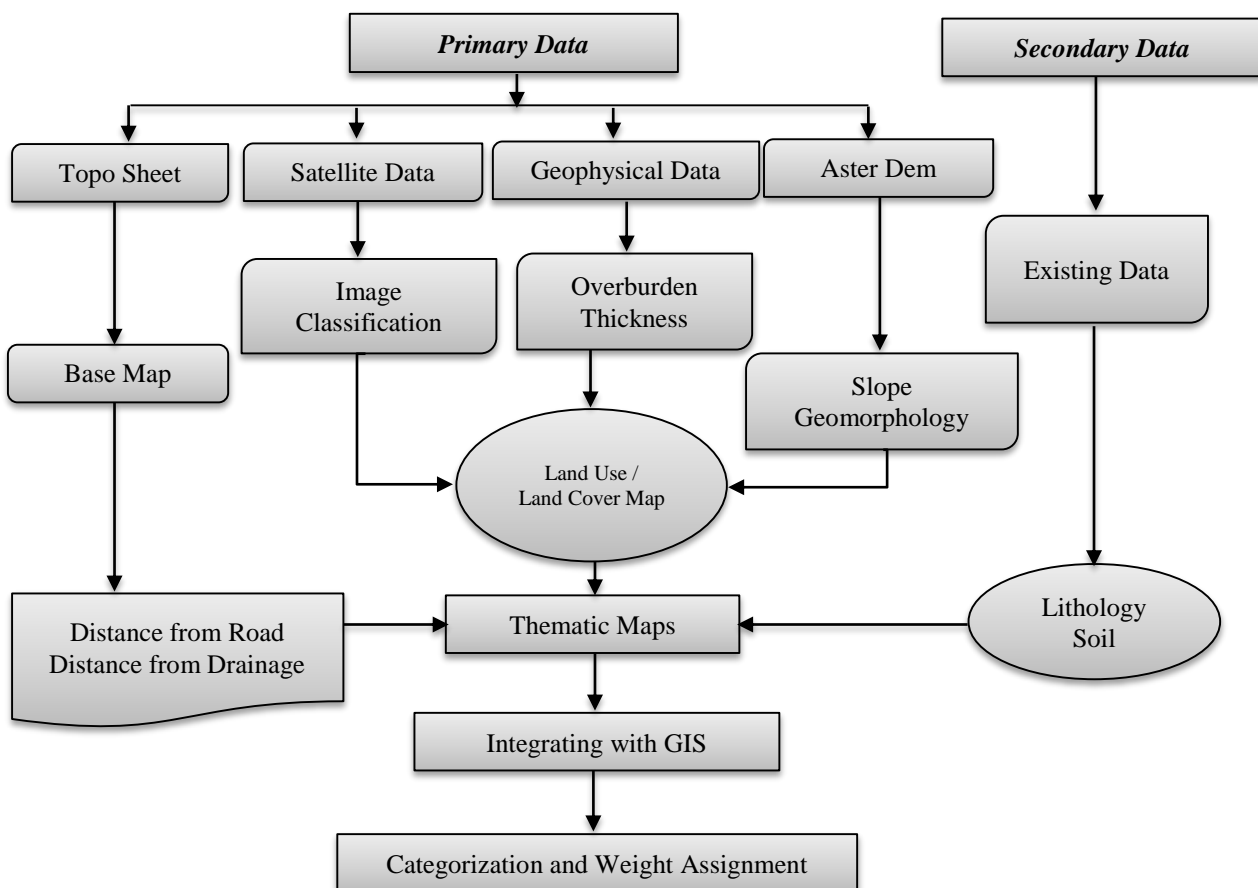 Primary Data
Secondary Data
Topo Sheet
Satellite Data
Geophysical Data
Aster Dem
Existing Data
Image
Classification
Overburden
Thickness
Base Map
Slope
Geomorphology
Land Use /
Land Cover Map
Distance from Road
Distance from Drainage
Thematic Maps
Lithology
Soil
Integrating with GIS
Categorization and Weight Assignment